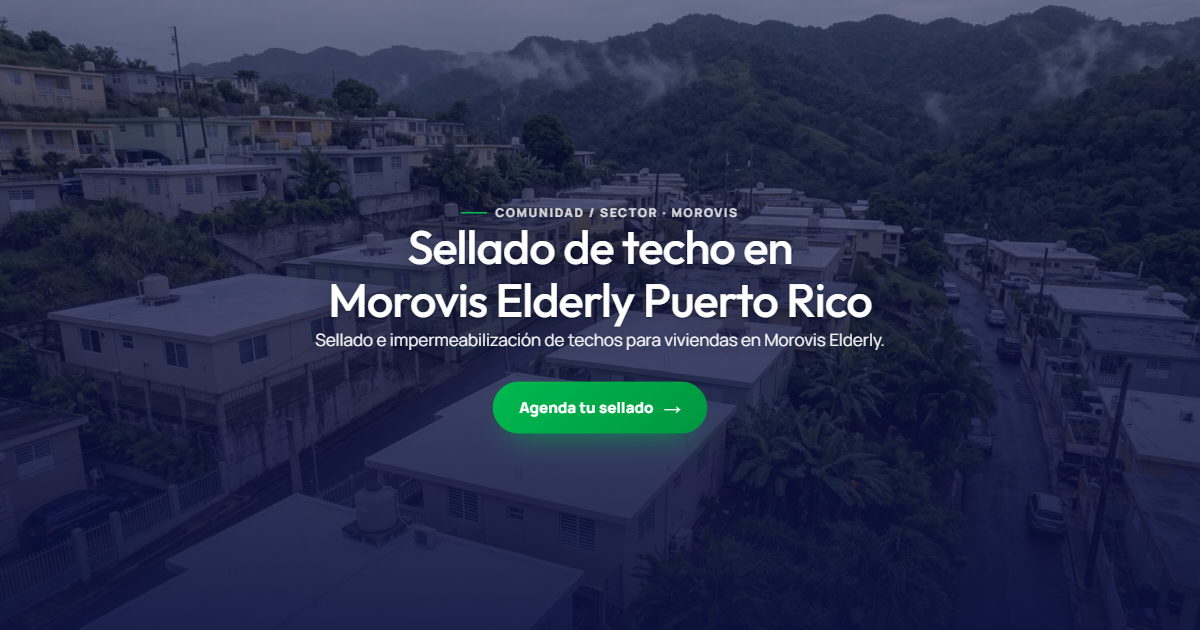 COMUNIDAD / SECTOR · MOROVIS
Sellado de techo en
Morovis Elderly Puerto Rico
Sellado e impermeabilización de techos para viviendas en Morovis Elderly.
Agenda tu sellado →